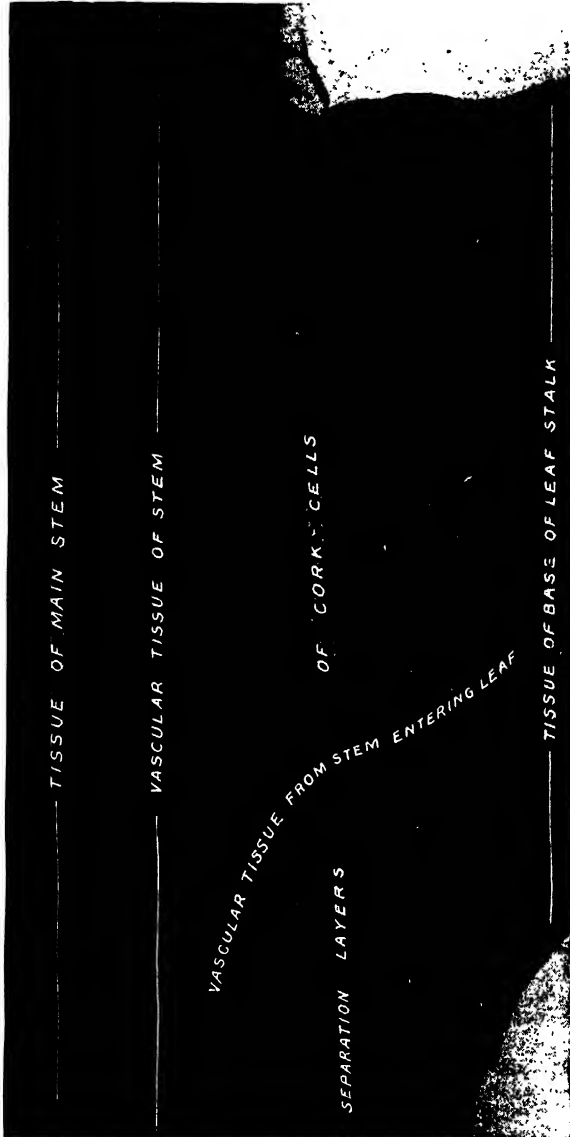 TISSUE OF MAIN STEM
VASCULAR TISSUE OF STEM
VASCULAR TISSUE FROM STEM ENTERING LEAF
SEPARATION LAYERS OF CORKY CELLS
TISSUE OF BASE OF LEAF STALK